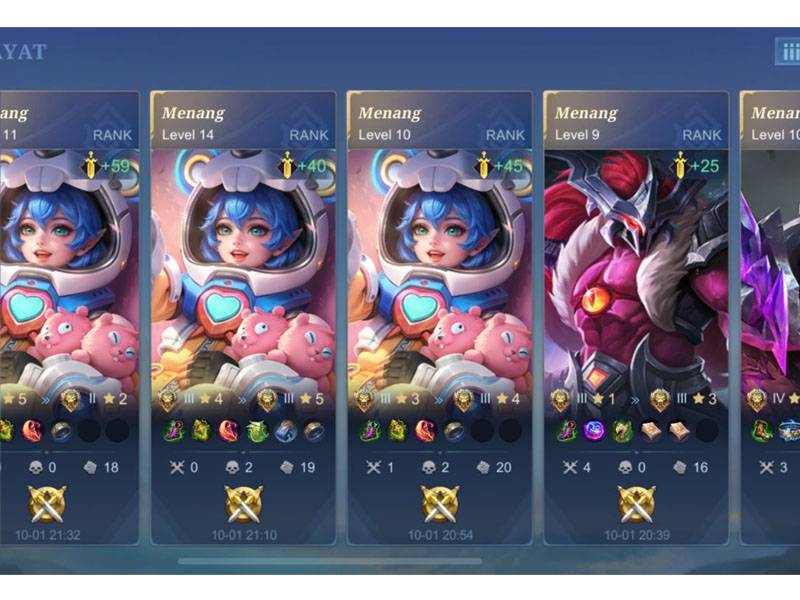 AYAT
ang
11
RANK
+59
5
II
2
0
18
10-01 21:32
Menang
Level 14
RANK
+40
III
4
III
5
0
2
19
10-01 21:10
Menang
Level 10
RANK
+45
III
3
III
4
1
2
20
10-01 20:54
Menang
Level 9
RANK
+25
III
1
III
3
4
0
16
10-01 20:39
Menan
Level 10
IV
3